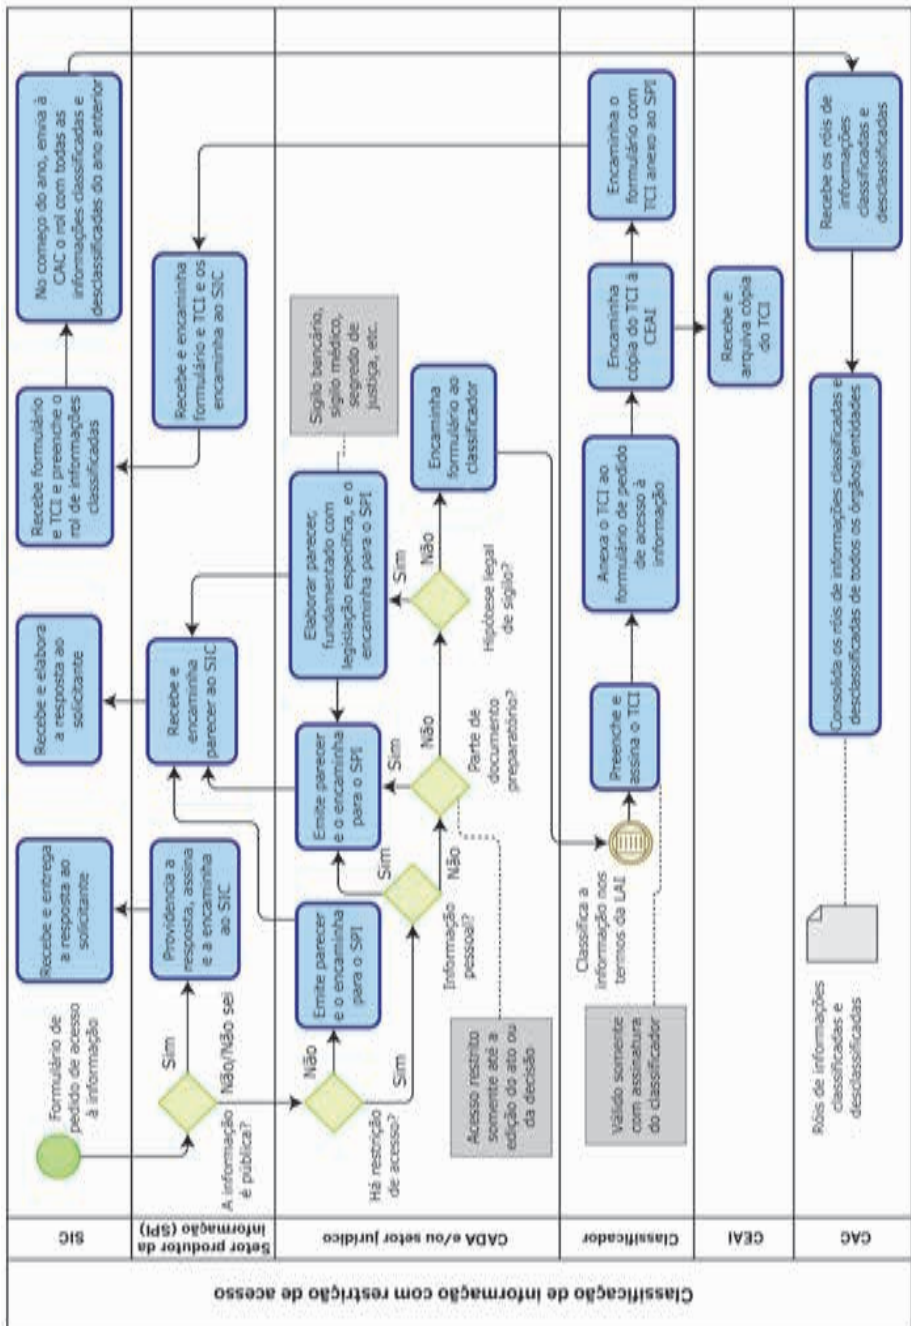 Classificação de informação com restrição de acesso
SIC
Formulário de
pedido de acesso
à informação
Recebe e entrega
a resposta ao
solicitante
Recebe e elabora
a resposta ao
solicitante
Recebe formulário
e TCI e preenche o
rol de informações
classificadas
No começo do ano, envia à
CAC o rol com todas as
informações classificadas e
desclassificadas do ano anterior
Setor produtor da
informação (SPI)
A informação
é pública?
Sim
Não/Não sei
Providencia a
resposta, assina
e a encaminha
ao SIC
Recebe e
encaminha
parecer ao SIC
Recebe e encaminha
formulário e TCI e os
encaminha ao SIC
CADA e/ou setor jurídico
Há restrição
de acesso?
Não
Sim
Emite parecer
e o encaminha
para o SPI
Informação
pessoal?
Sim
Não
Emite parecer
e o encaminha
para o SPI
Parte de
documento
preparatório?
Sim
Não
Acesso restrito
somente até a
edição do ato ou
da decisão
Elaborar parecer,
fundamentado com
legislação específica, e o
encaminha para o SPI
Hipótese legal
de sigilo?
Sim
Não
Sigilo bancário,
sigilo médico,
segredo de
justiça, etc.
Encaminha
formulário ao
classificador
Classificador
Classifica a
informação nos
termos da LAI
Válido somente
com assinatura
do classificador
Preenche e
assina o TCI
Anexa o TCI ao
formulário de pedido
de acesso à
informação
Encaminha
cópia do TCI à
CEAI
Encaminha o
formulário com
TCI anexo ao SPI
CEAI
Recebe e
arquiva cópia
do TCI
CAC
Róis de informações
classificadas e
desclassificadas
Consolida os róis de informações classificadas e
desclassificadas de todos os órgãos/entidades
Recebe os róis de
informações
classificadas e
desclassificadas